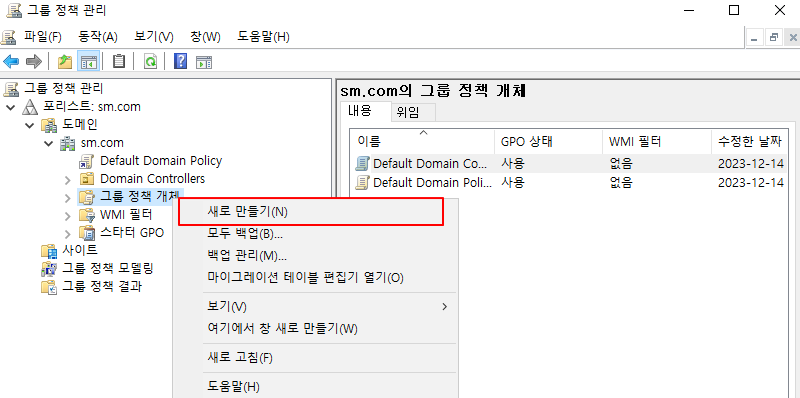 그룹 정책 관리
파일(F) 동작(A) 보기(V) 창(W) 도움말(H)
그룹 정책 관리
포리스트: sm.com
도메인
sm.com
Default Domain Policy
Domain Controllers
그룹 정책 개체
WMI 필터
스타터 GPO
사이트
그룹 정책 모델링
그룹 정책 결과
sm.com의 그룹 정책 개체
내용 위임
이름 GPO 상태 WMI 필터 수정한 날짜
Default Domain Co... 사용 없음 2023-12-14
Default Domain Poli... 사용 없음 2023-12-14
새로 만들기(N)
모두 백업(B)...
백업 관리(M)...
마이그레이션 테이블 편집기 열기(O)
보기(V)
여기에서 창 새로 만들기(W)
새로 고침(F)
도움말(H)